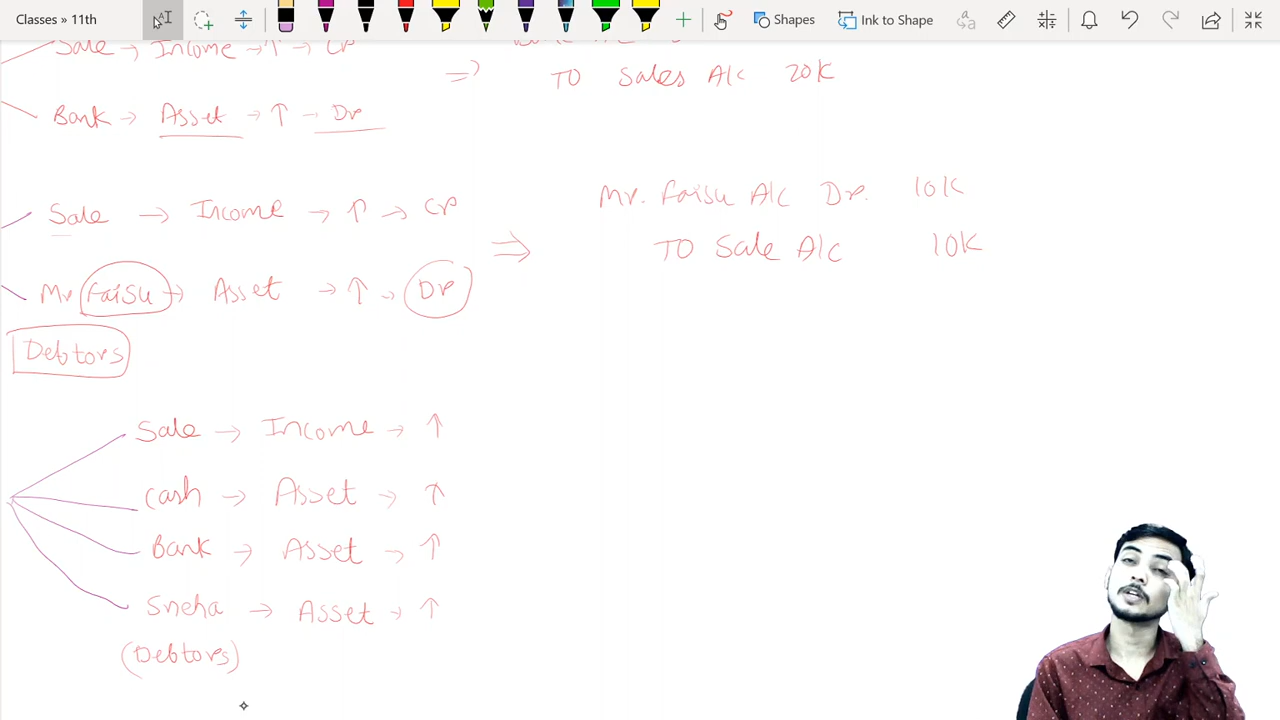 Classes » 11th
Shapes
Ink to Shape
Sale → Income → ↑ → Cr
⇒ To Sales A/c 20K
Bank → Asset → ↑ → Dr
Sale → Income → ↑ → Cr
Mr Faisu → Asset → ↑ → Dr
Debtors
⇒ Mr. Faisu A/c Dr. 10K
To Sale A/c 10K
Sale → Income → ↑
Cash → Asset → ↑
Bank → Asset → ↑
Sneha → Asset → ↑
(Debtors)